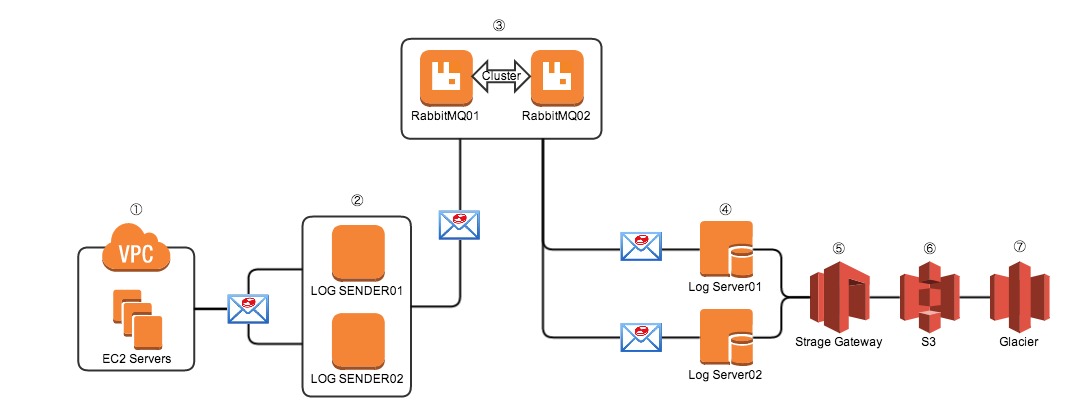 ③
Cluster
RabbitMQ01
RabbitMQ02
①
VPC
EC2 Servers
②
LOG SENDER01
LOG SENDER02
④
Log Server01
Log Server02
⑤
Strage Gateway
⑥
S3
⑦
Glacier